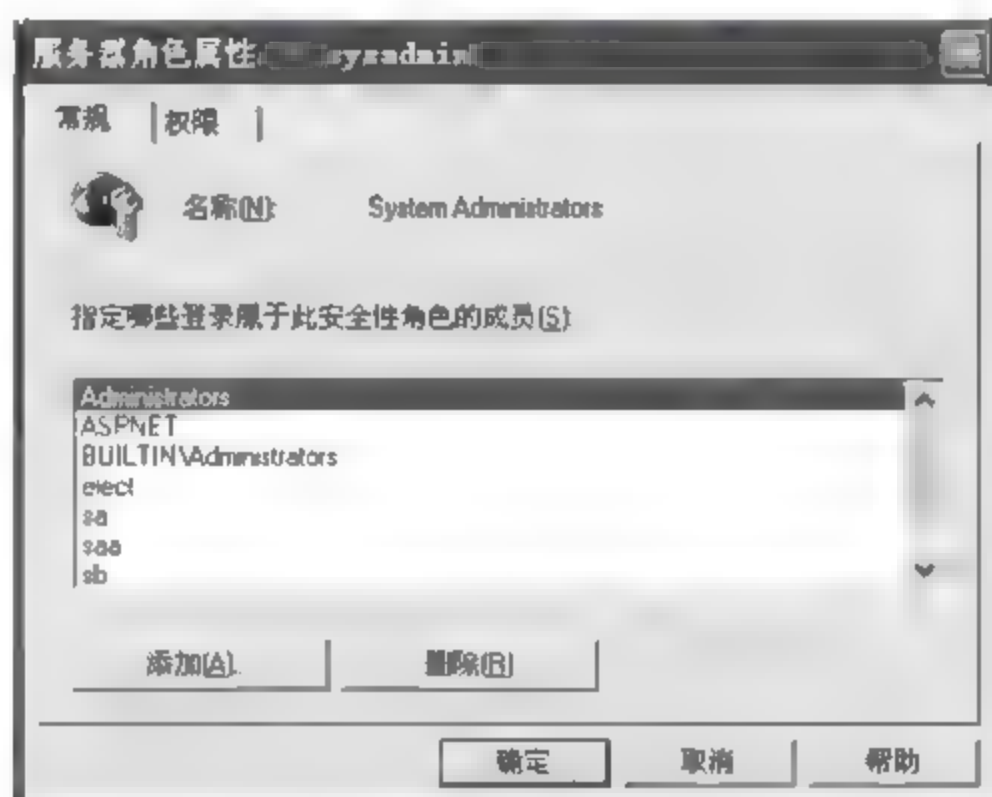 服务器角色属性 sysadmin
常规 权限
名称(N): System Administrators
指定哪些登录属于此安全性角色的成员(S)
Administrators
ASPNET
BUILTIN\Administrators
eject
sa
saa
sb
添加(A)... 删除(R)
确定 取消 帮助